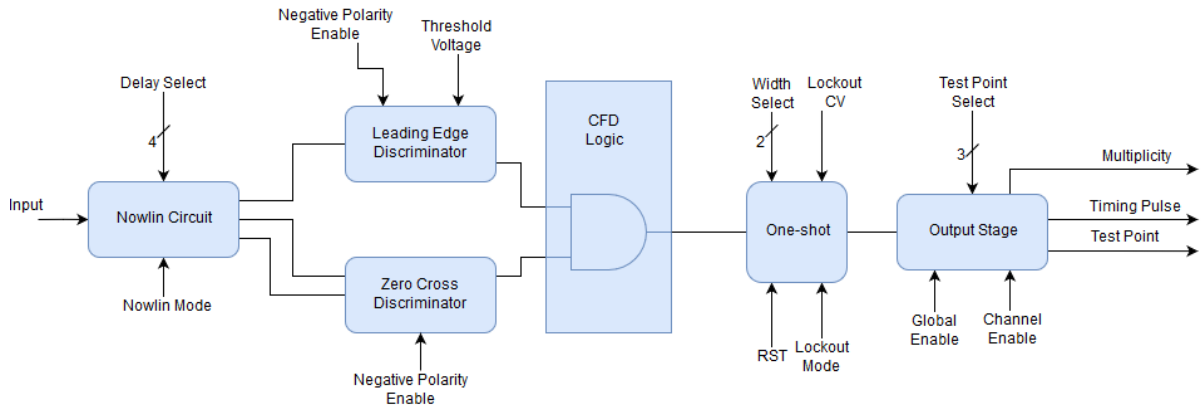 Negative Polarity
Enable
Threshold
Voltage
Delay Select
4
Input
Nowlin Circuit
Nowlin Mode
Leading Edge
Discriminator
Zero Cross
Discriminator
Negative Polarity
Enable
CFD
Logic
Width
Select
2
Lockout
CV
One-shot
RST
Lockout
Mode
Test Point
Select
3
Output Stage
Global
Enable
Channel
Enable
Multiplicity
Timing Pulse
Test Point